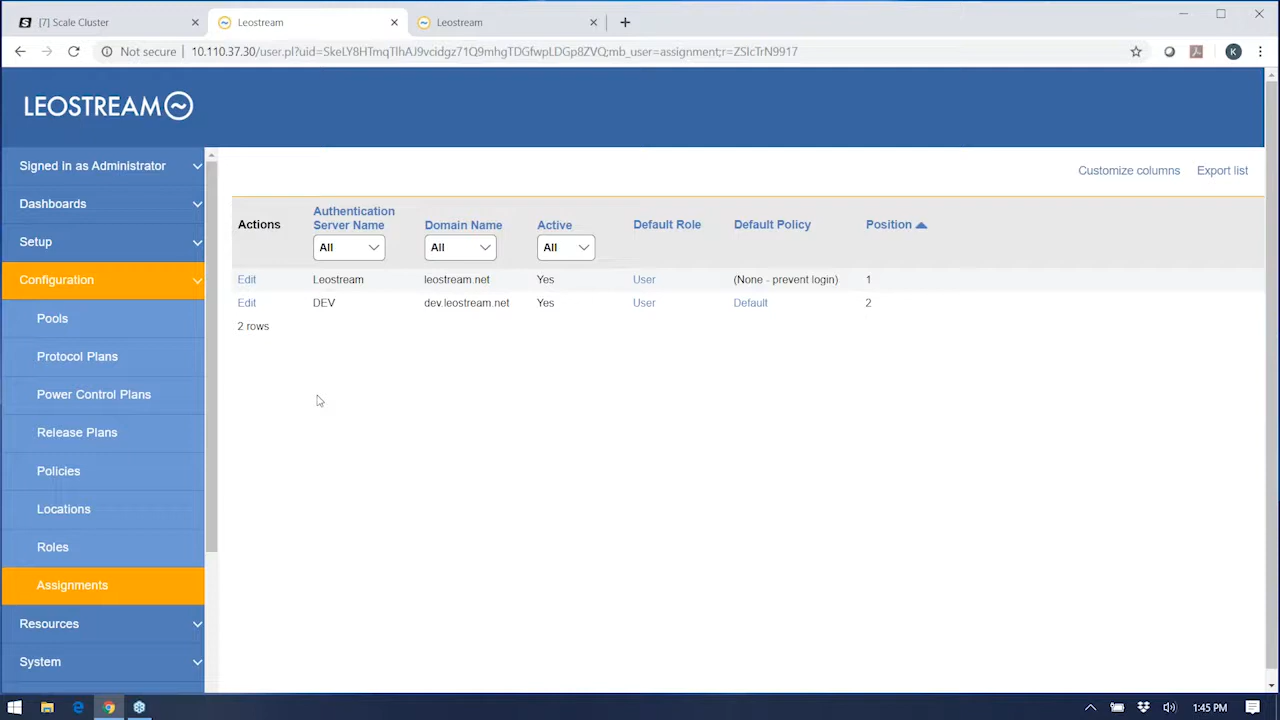 [7] Scale Cluster
Leostream
Leostream
Not secure | 10.110.37.30/user.pl?uid=SkeLY8HTmqTlhAJ9vcidgz71Q9mhgTDGfwpLDGp8ZVQ;mb_user=assignment;r=ZSlcTrN9917
K
LEOSTREAM
Signed in as Administrator
Dashboards
Setup
Configuration
Pools
Protocol Plans
Power Control Plans
Release Plans
Policies
Locations
Roles
Assignments
Resources
System
Customize columns Export list
Actions Authentication Server Name Domain Name Active Default Role Default Policy Position
All All All
Edit Leostream leostream.net Yes User (None - prevent login) 1
Edit DEV dev.leostream.net Yes User Default 2
2 rows
1:45 PM